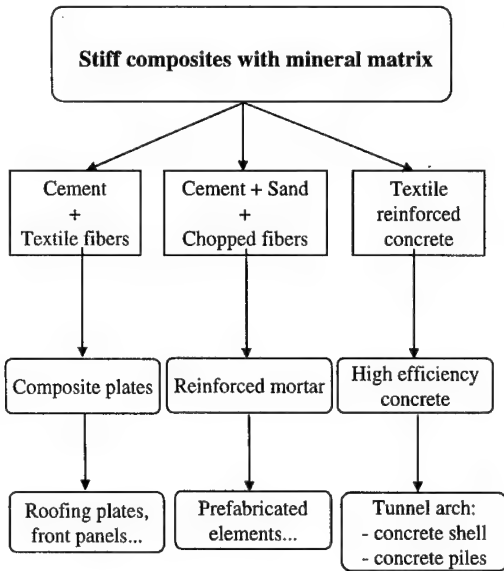 Stiff composites with mineral matrix
Cement
+
Textile fibers
Cement + Sand
+
Chopped fibers
Textile
reinforced
concrete
Composite plates
Reinforced mortar
High efficiency
concrete
Roofing plates,
front panels...
Prefabricated
elements...
Tunnel arch:
- concrete shell
- concrete piles